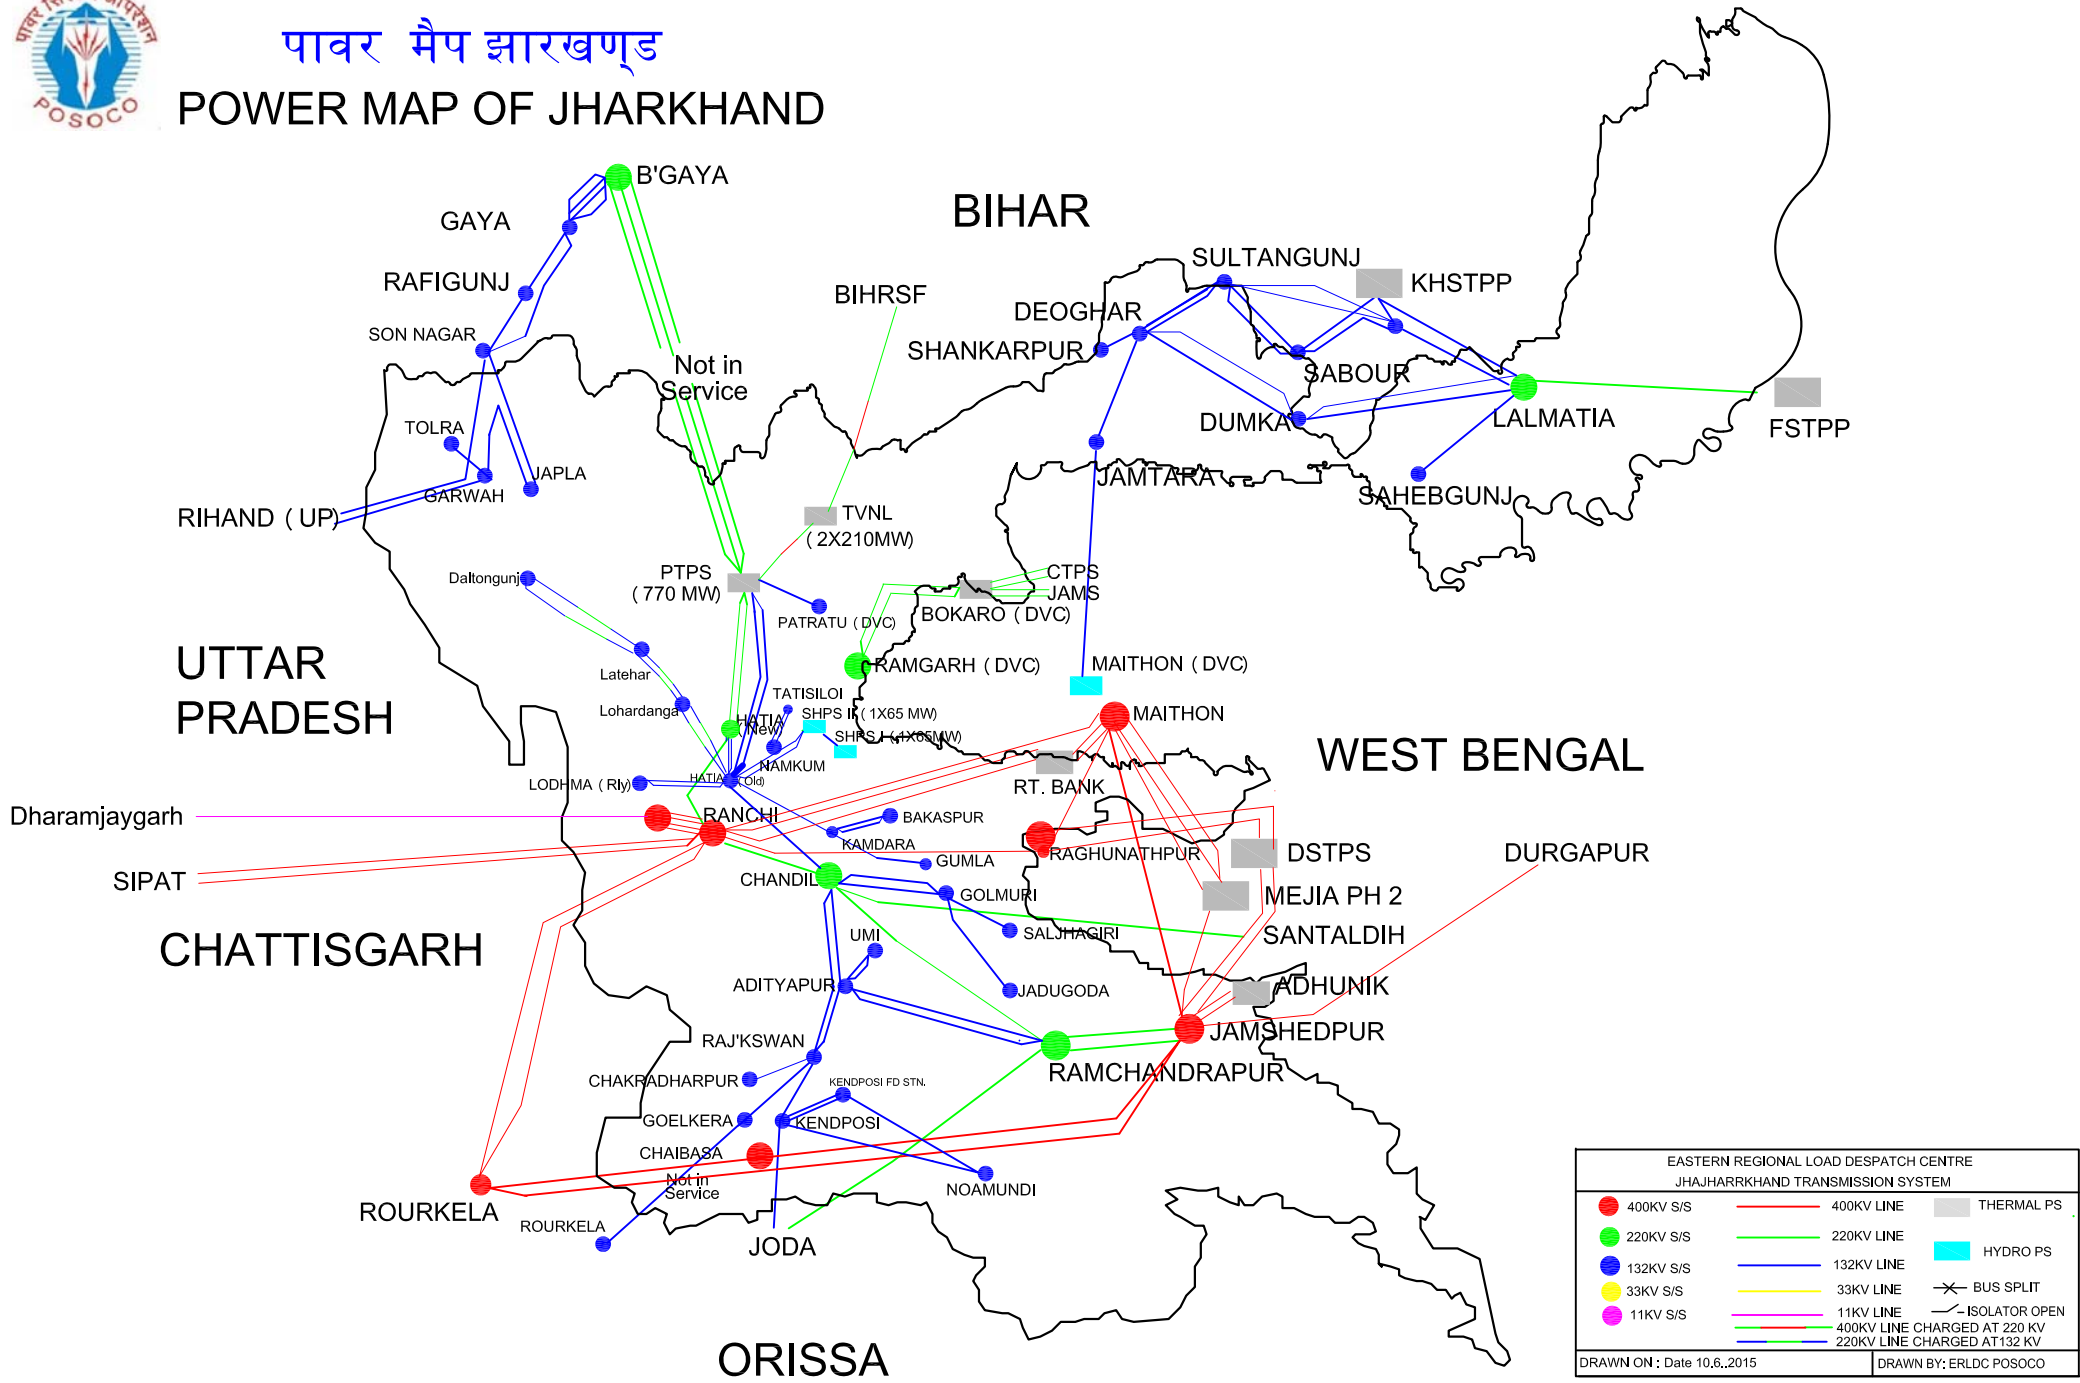 POSOCO
पावर मैप झारखण्ड
POWER MAP OF JHARKHAND
B'GAYA
GAYA
BIHAR
RAFIGUNJ
SULTANGUNJ
KHSTPP
BIHRSF
DEOGHAR
SON NAGAR
SHANKARPUR
Not in
Service
SABOUR
TOLRA
DUMKA
LALMATIA
FSTPP
GARWAH
JAPLA
JAMTARA
SAHEBGUNJ
RIHAND ( UP)
TVNL
( 2X210MW)
Daltongunj
PTPS
( 770 MW)
CTPS
JAMS
PATRATU ( DVC)
BOKARO ( DVC)
UTTAR
PRADESH
Latehar
RAMGARH ( DVC)
MAITHON ( DVC)
TATISILOI
Lohardanga
SHPS II ( 1X65 MW)
MAITHON
HATIA
(New)
SHPS I ( 1X65MW)
WEST BENGAL
NAMKUM
LODHMA ( Rly)
HATIA ( Old)
RT. BANK
Dharamjaygarh
RANCHI
BAKASPUR
KAMDARA
GUMLA
RAGHUNATHPUR
DSTPS
DURGAPUR
SIPAT
CHANDIL
GOLMURI
MEJIA PH 2
CHATTISGARH
UMI
SALJHAGIRI
SANTALDIH
ADITYAPUR
JADUGODA
ADHUNIK
RAJ'KSWAN
JAMSHEDPUR
CHAKRADHARPUR
KENDPOSI FD STN.
RAMCHANDRAPUR
GOELKERA
KENDPOSI
CHAIBASA
Not in
Service
NOAMUNDI
ROURKELA
ROURKELA
JODA
ORISSA
EASTERN REGIONAL LOAD DESPATCH CENTRE
JHAJHARRKHAND TRANSMISSION SYSTEM
400KV S/S 400KV LINE THERMAL PS
220KV S/S 220KV LINE HYDRO PS
132KV S/S 132KV LINE
33KV S/S 33KV LINE BUS SPLIT
11KV S/S 11KV LINE ISOLATOR OPEN
400KV LINE CHARGED AT 220 KV
220KV LINE CHARGED AT132 KV
DRAWN ON : Date 10.6..2015 DRAWN BY: ERLDC POSOCO